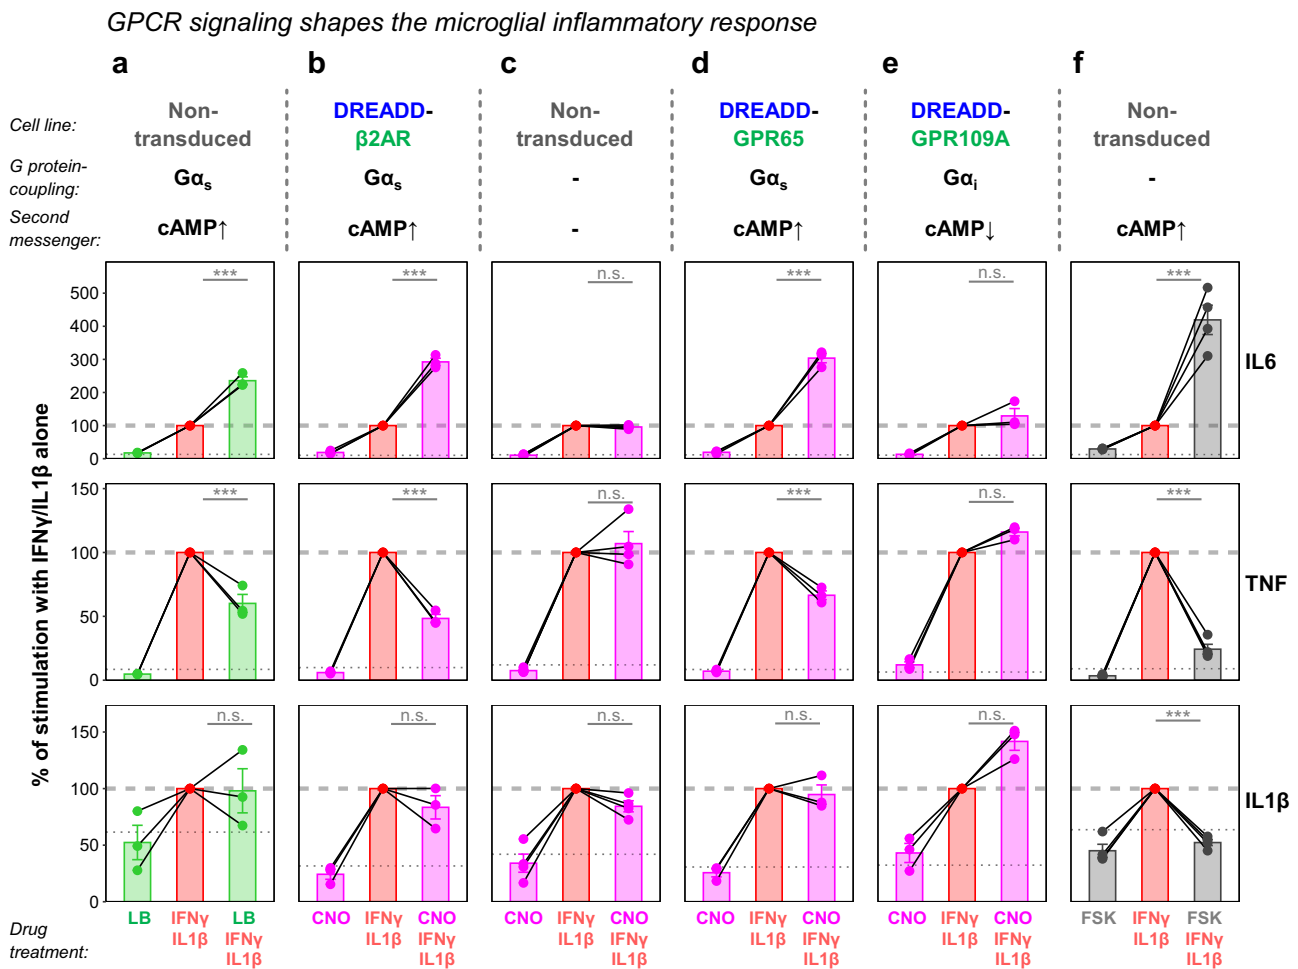 GPCR signaling shapes the microglial inflammatory response
a b c d e f
Cell line:
Non-transduced
DREADD-β2AR
Non-transduced
DREADD-GPR65
DREADD-GPR109A
Non-transduced
G protein-coupling:
Gαs Gαs - Gαs Gαi -
Second messenger:
cAMP↑ cAMP↑ - cAMP↑ cAMP↓ cAMP↑
% of stimulation with IFNγ/IL1β alone
*** *** n.s. *** n.s. ***
500
400
300
200
100
0
IL6
*** *** n.s. *** n.s. ***
150
100
50
0
TNF
n.s. n.s. n.s. n.s. n.s. ***
150
100
50
0
IL1β
Drug treatment:
LB
IFNγ IL1β
LB IFNγ IL1β
CNO
IFNγ IL1β
CNO IFNγ IL1β
CNO
IFNγ IL1β
CNO IFNγ IL1β
CNO
IFNγ IL1β
CNO IFNγ IL1β
CNO
IFNγ IL1β
CNO IFNγ IL1β
FSK
IFNγ IL1β
FSK IFNγ IL1β